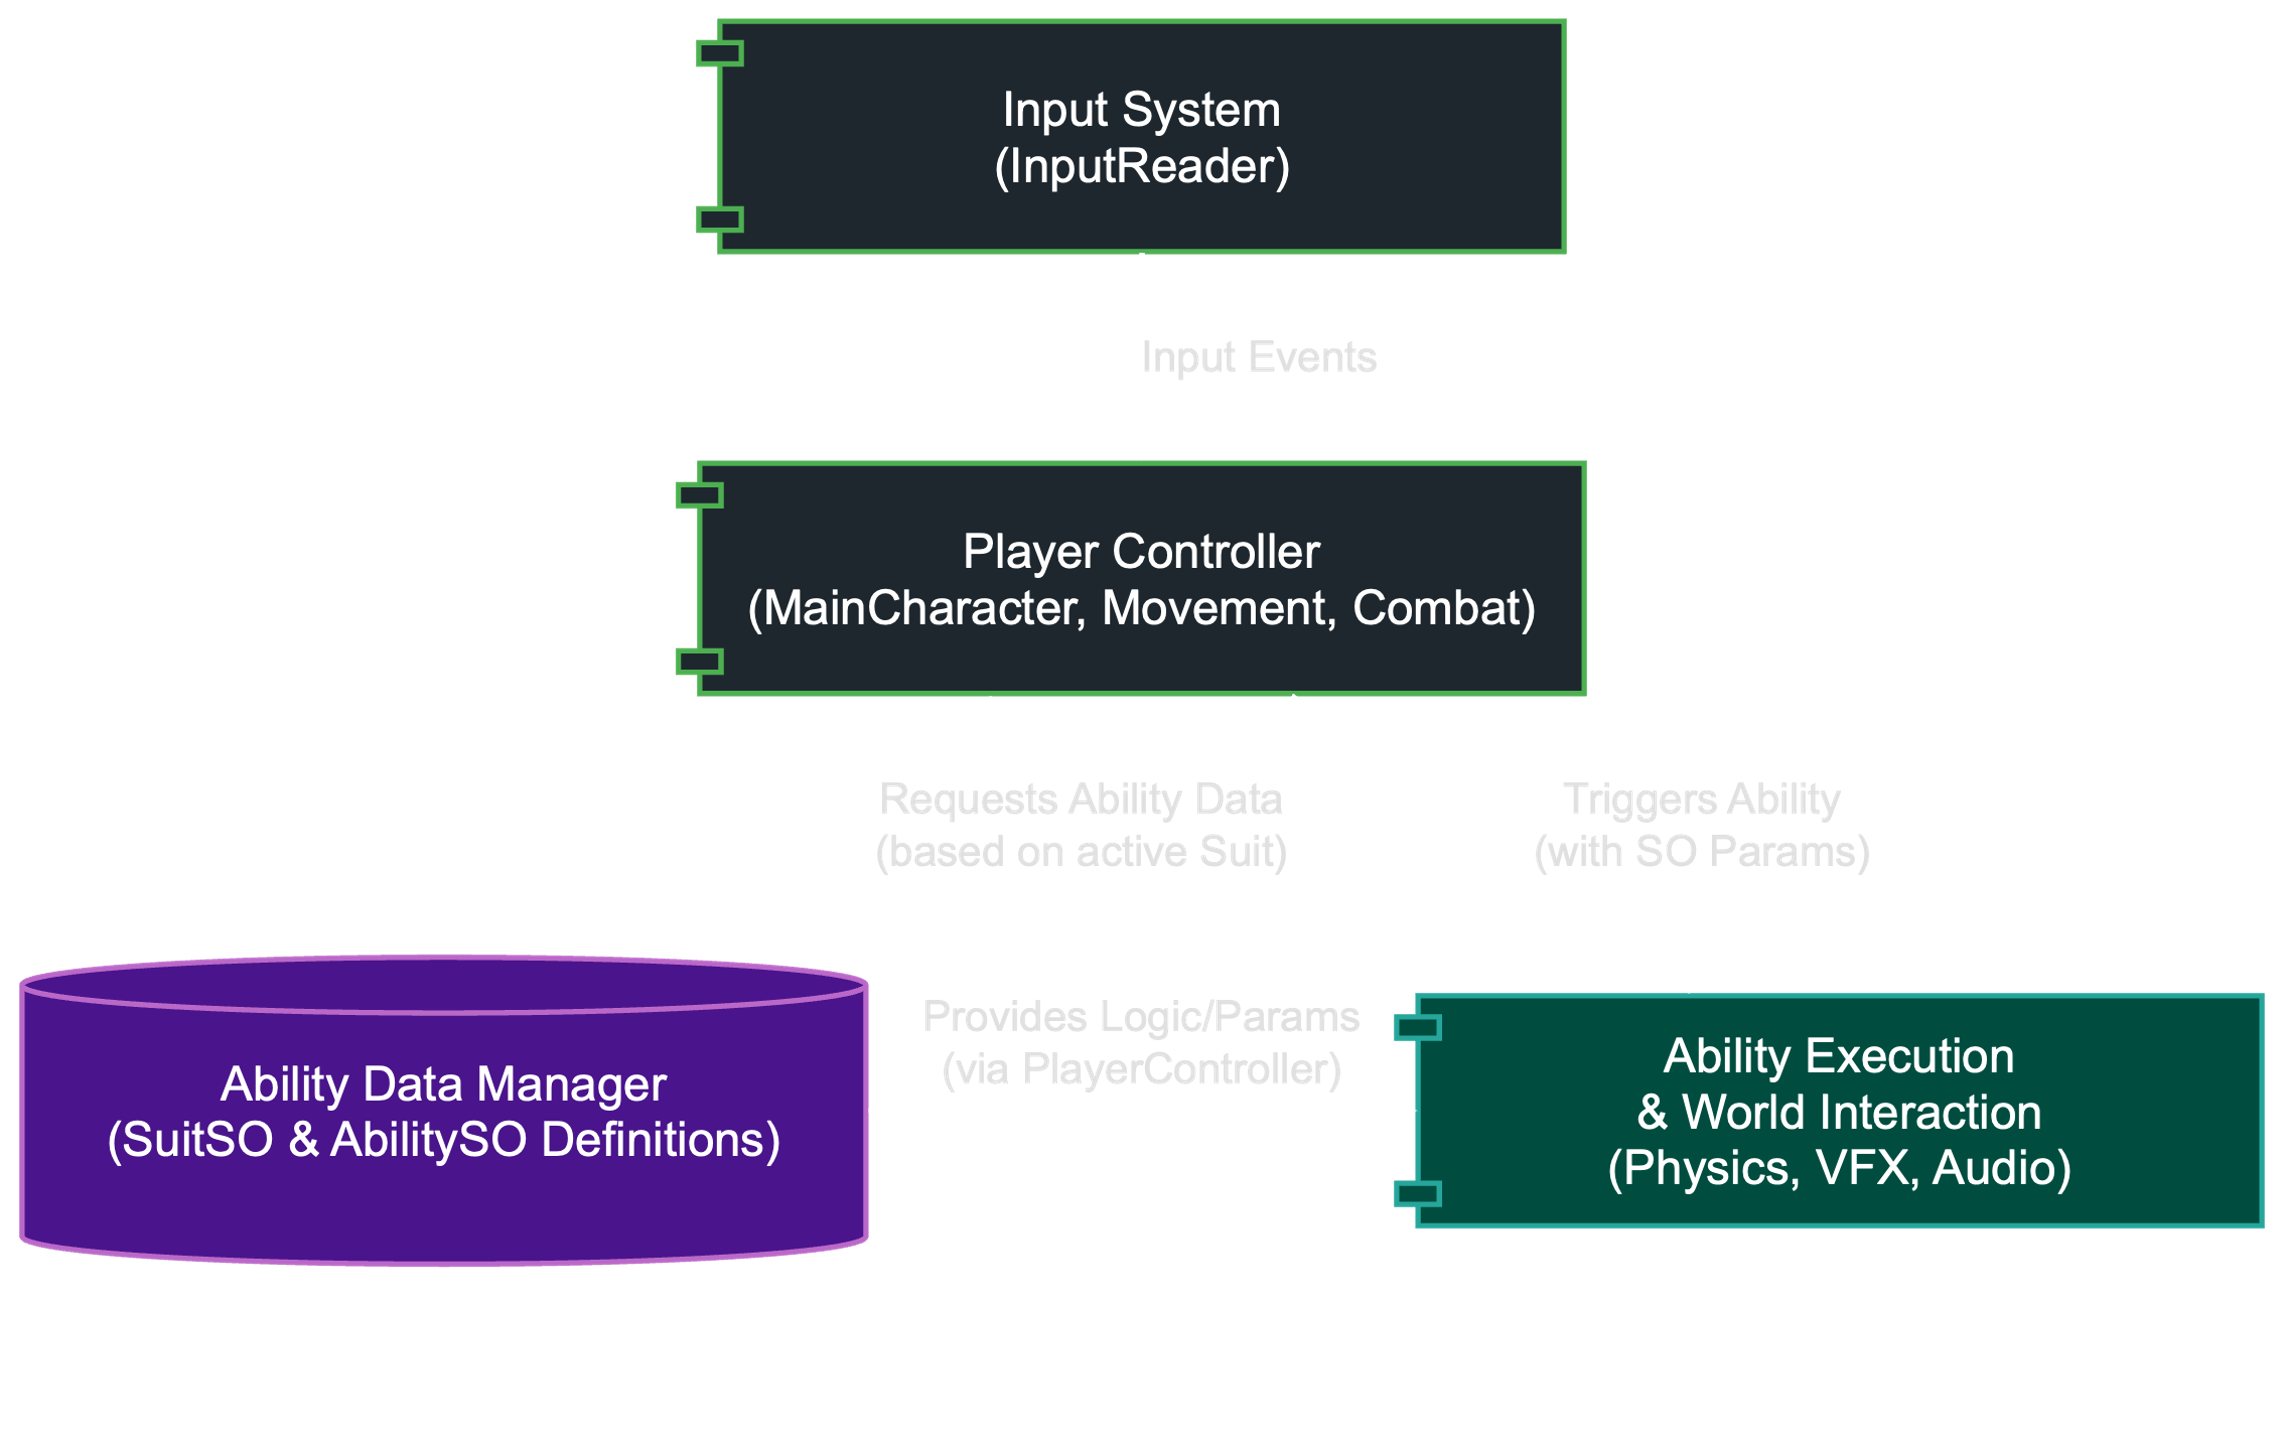 Input System
(InputReader)
Input Events
Player Controller
(MainCharacter, Movement, Combat)
Requests Ability Data
(based on active Suit)
Triggers Ability
(with SO Params)
Ability Data Manager
(SuitSO & AbilitySO Definitions)
Provides Logic/Params
(via PlayerController)
Ability Execution
& World Interaction
(Physics, VFX, Audio)